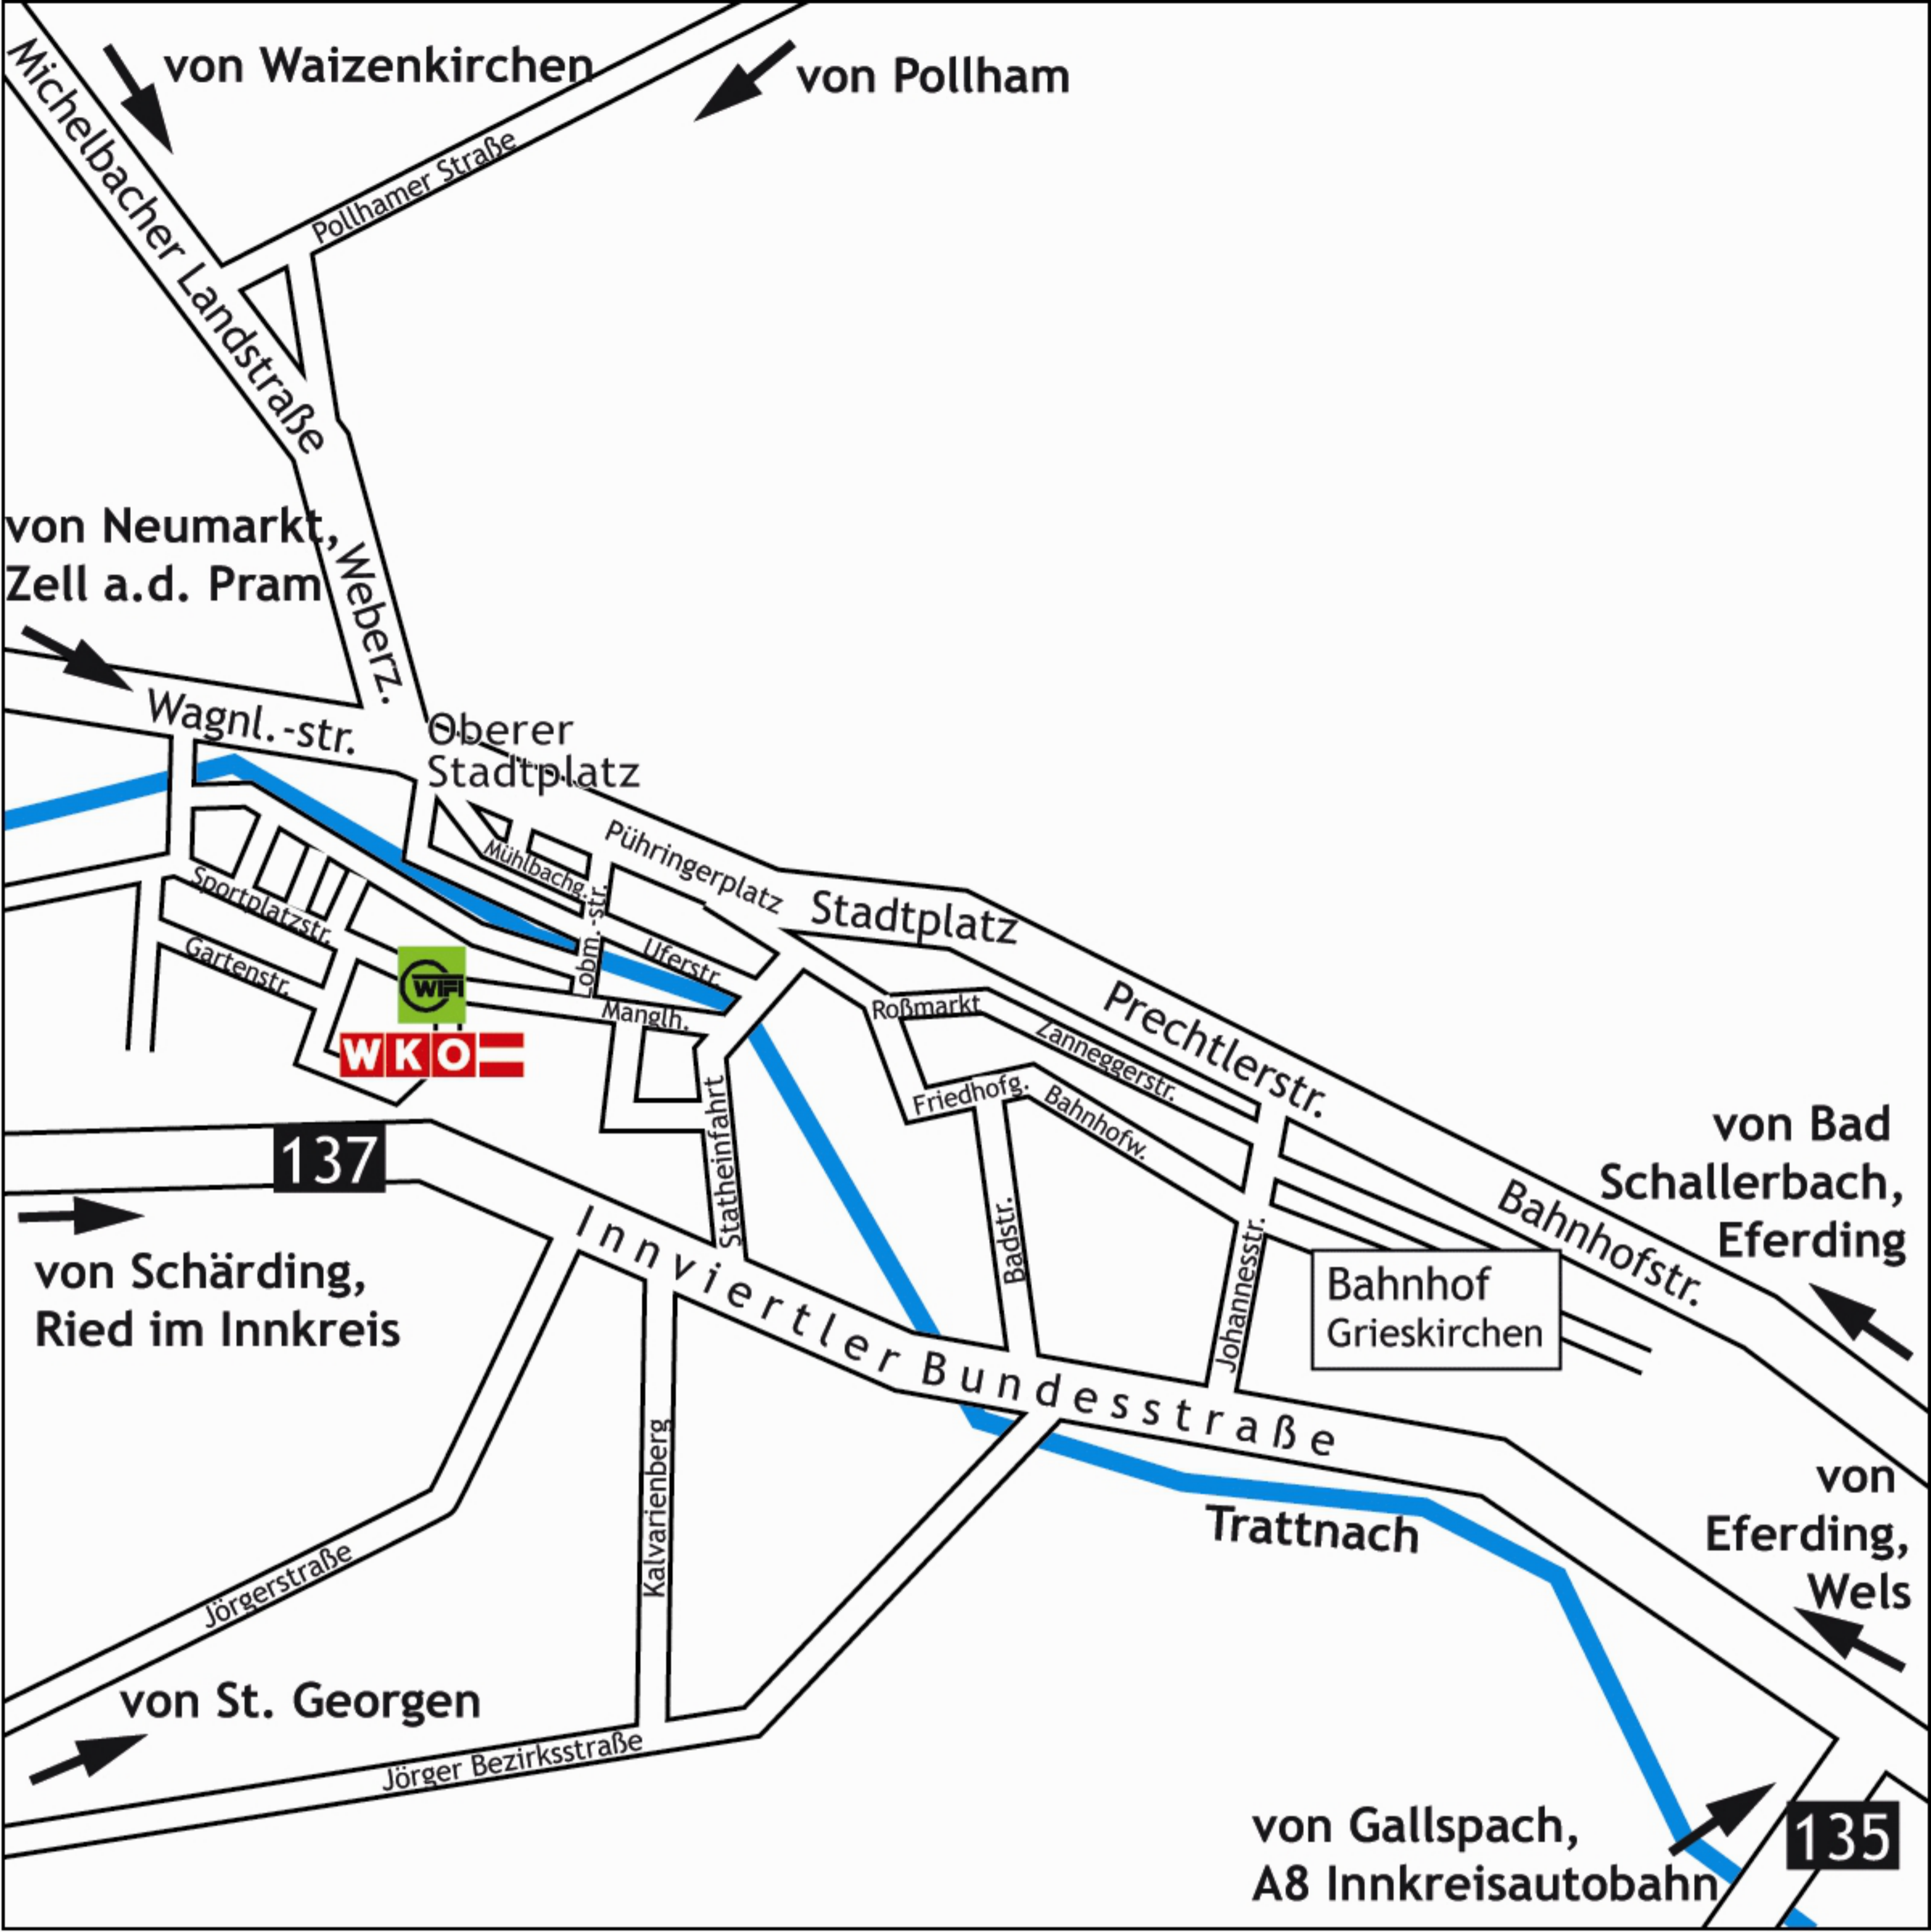 von Waizenkirchen
von Pollham
Michelbacher Landstraße
Pollhamer Straße
von Neumarkt,
Zell a.d. Pram
Weberz.
Wagnl.-str.
Oberer
Stadtplatz
Pühringerplatz
Mühlbachg.
Lobm.-str.
Stadtplatz
Sportplatzstr.
Gartenstr.
Uferstr.
WIFI
Manglh.
WKO
Roßmarkt
Zanneggerstr.
Prechtlerstr.
Friedhofg.
Bahnhofw.
Statheinfahrt
137
von Bad
Schallerbach,
Eferding
Bahnhofstr.
Badstr.
Johannesstr.
Bahnhof
Grieskirchen
von Schärding,
Ried im Innkreis
Innviertler Bundesstraße
Kalvarienberg
Trattnach
von
Eferding,
Wels
Jörgerstraße
von St. Georgen
Jörger Bezirksstraße
von Gallspach,
A8 Innkreisautobahn
135